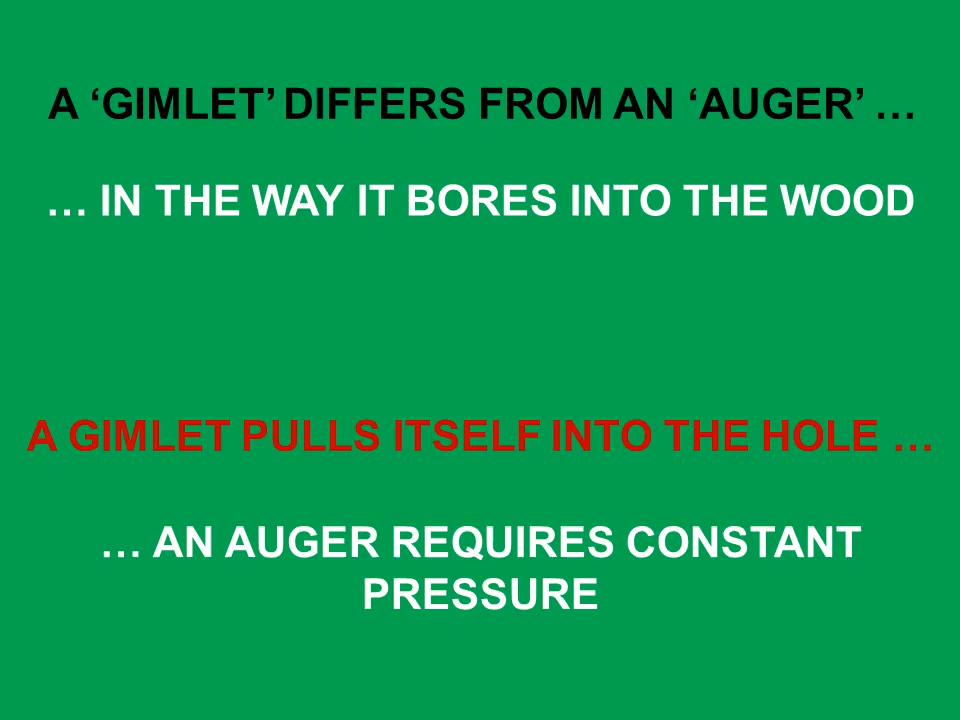 A ‘GIMLET’ DIFFERS FROM AN ‘AUGER’ …
… IN THE WAY IT BORES INTO THE WOOD
A GIMLET PULLS ITSELF INTO THE HOLE …
… AN AUGER REQUIRES CONSTANT
PRESSURE